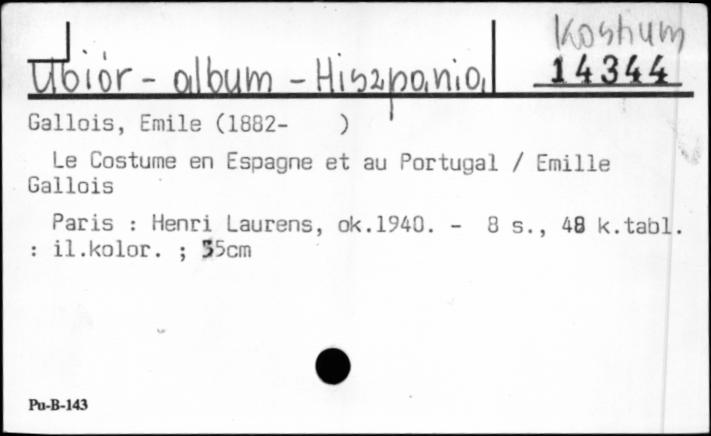 Kostium
Ubiór - album - Hiszpania
14344
Gallois, Emile (1882-    )
Le Costume en Espagne et au Portugal / Emille
Gallois
Paris : Henri Laurens, ok.1940. - 8 s., 48 k.tabl.
: il.kolor. ; 35cm
Pu-B-143